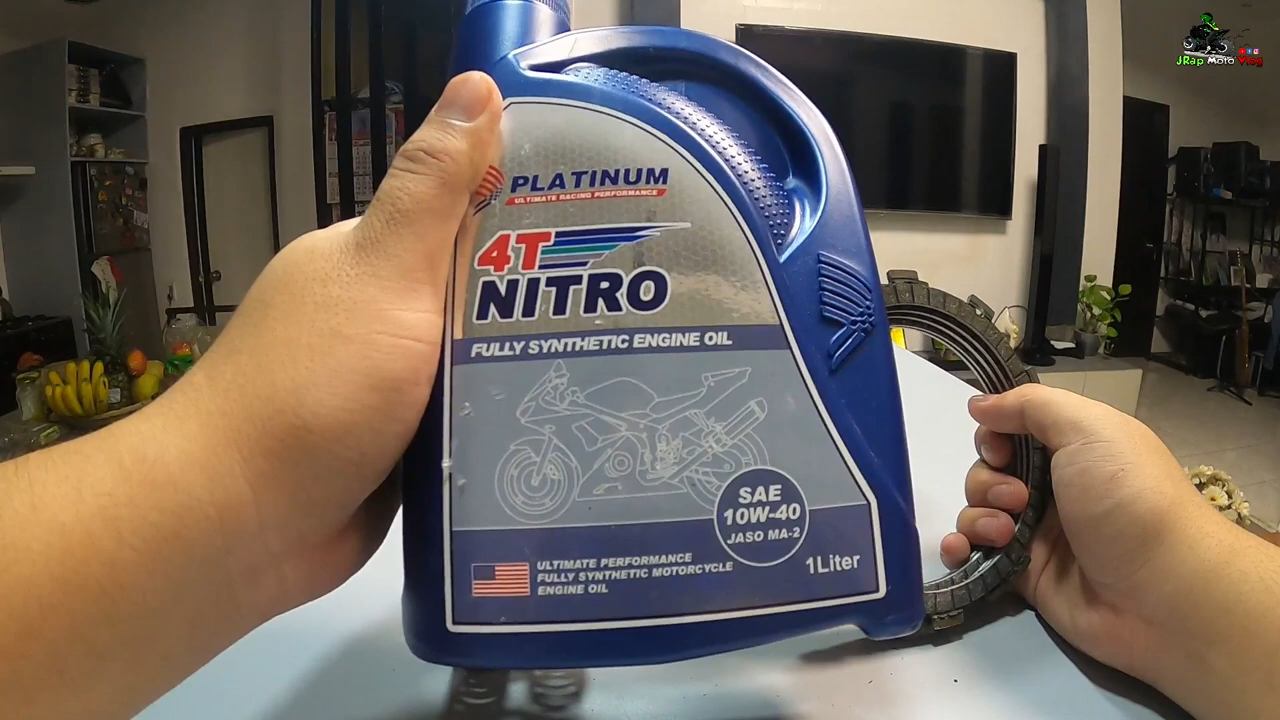 JRap Moto Vlog
PLATINUM
ULTIMATE RACING PERFORMANCE
4T
NITRO
FULLY SYNTHETIC ENGINE OIL
SAE
10W-40
JASO MA-2
ULTIMATE PERFORMANCE
FULLY SYNTHETIC MOTORCYCLE
ENGINE OIL
1Liter